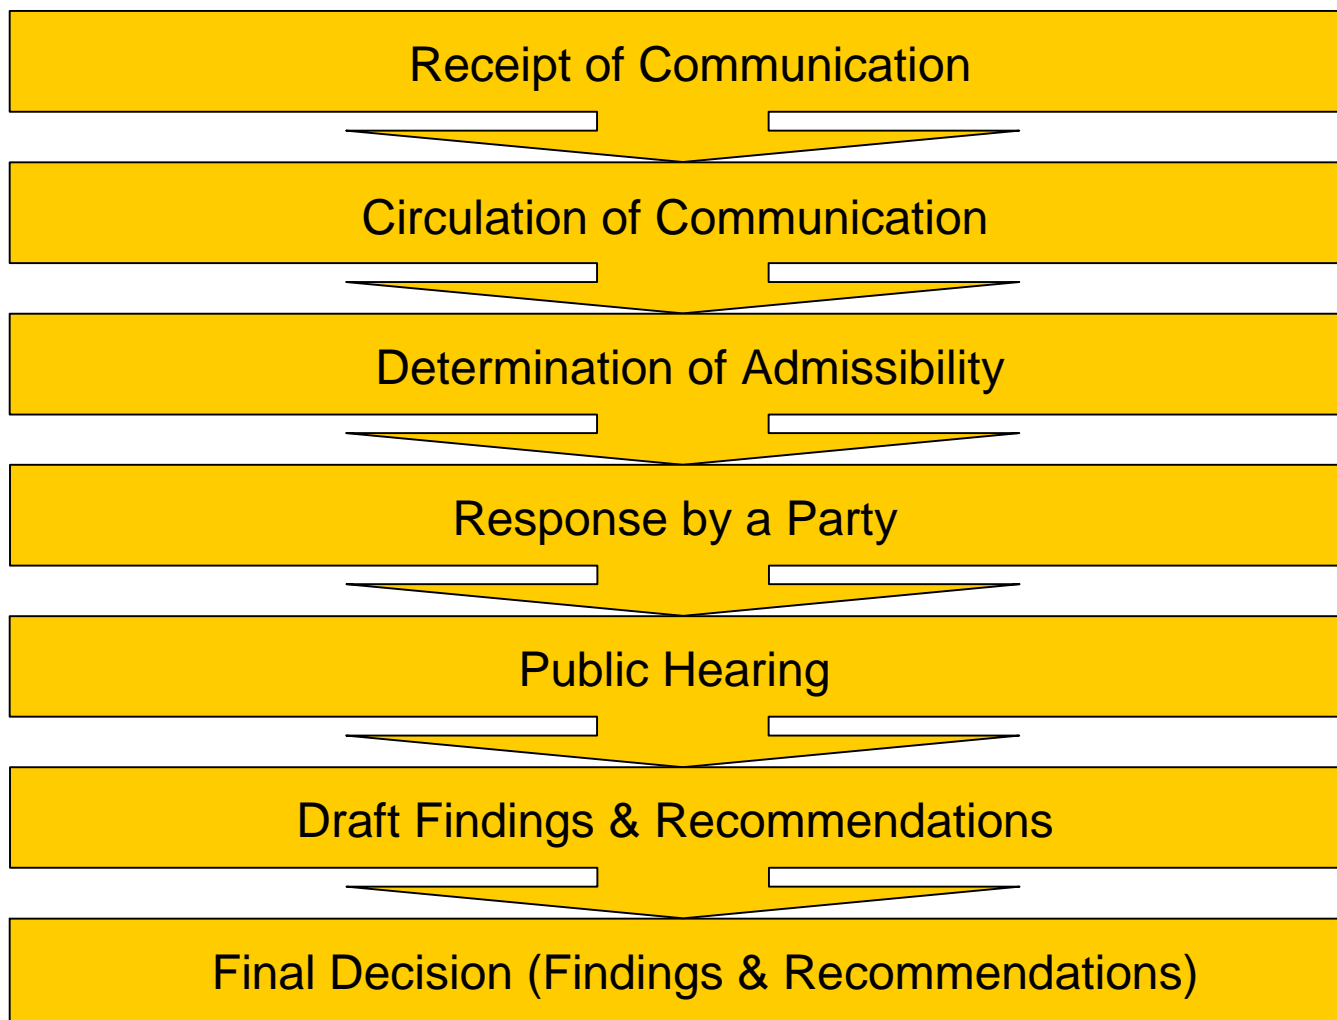 Receipt of Communication
Circulation of Communication
Determination of Admissibility
Response by a Party
Public Hearing
Draft Findings & Recommendations
Final Decision (Findings & Recommendations)